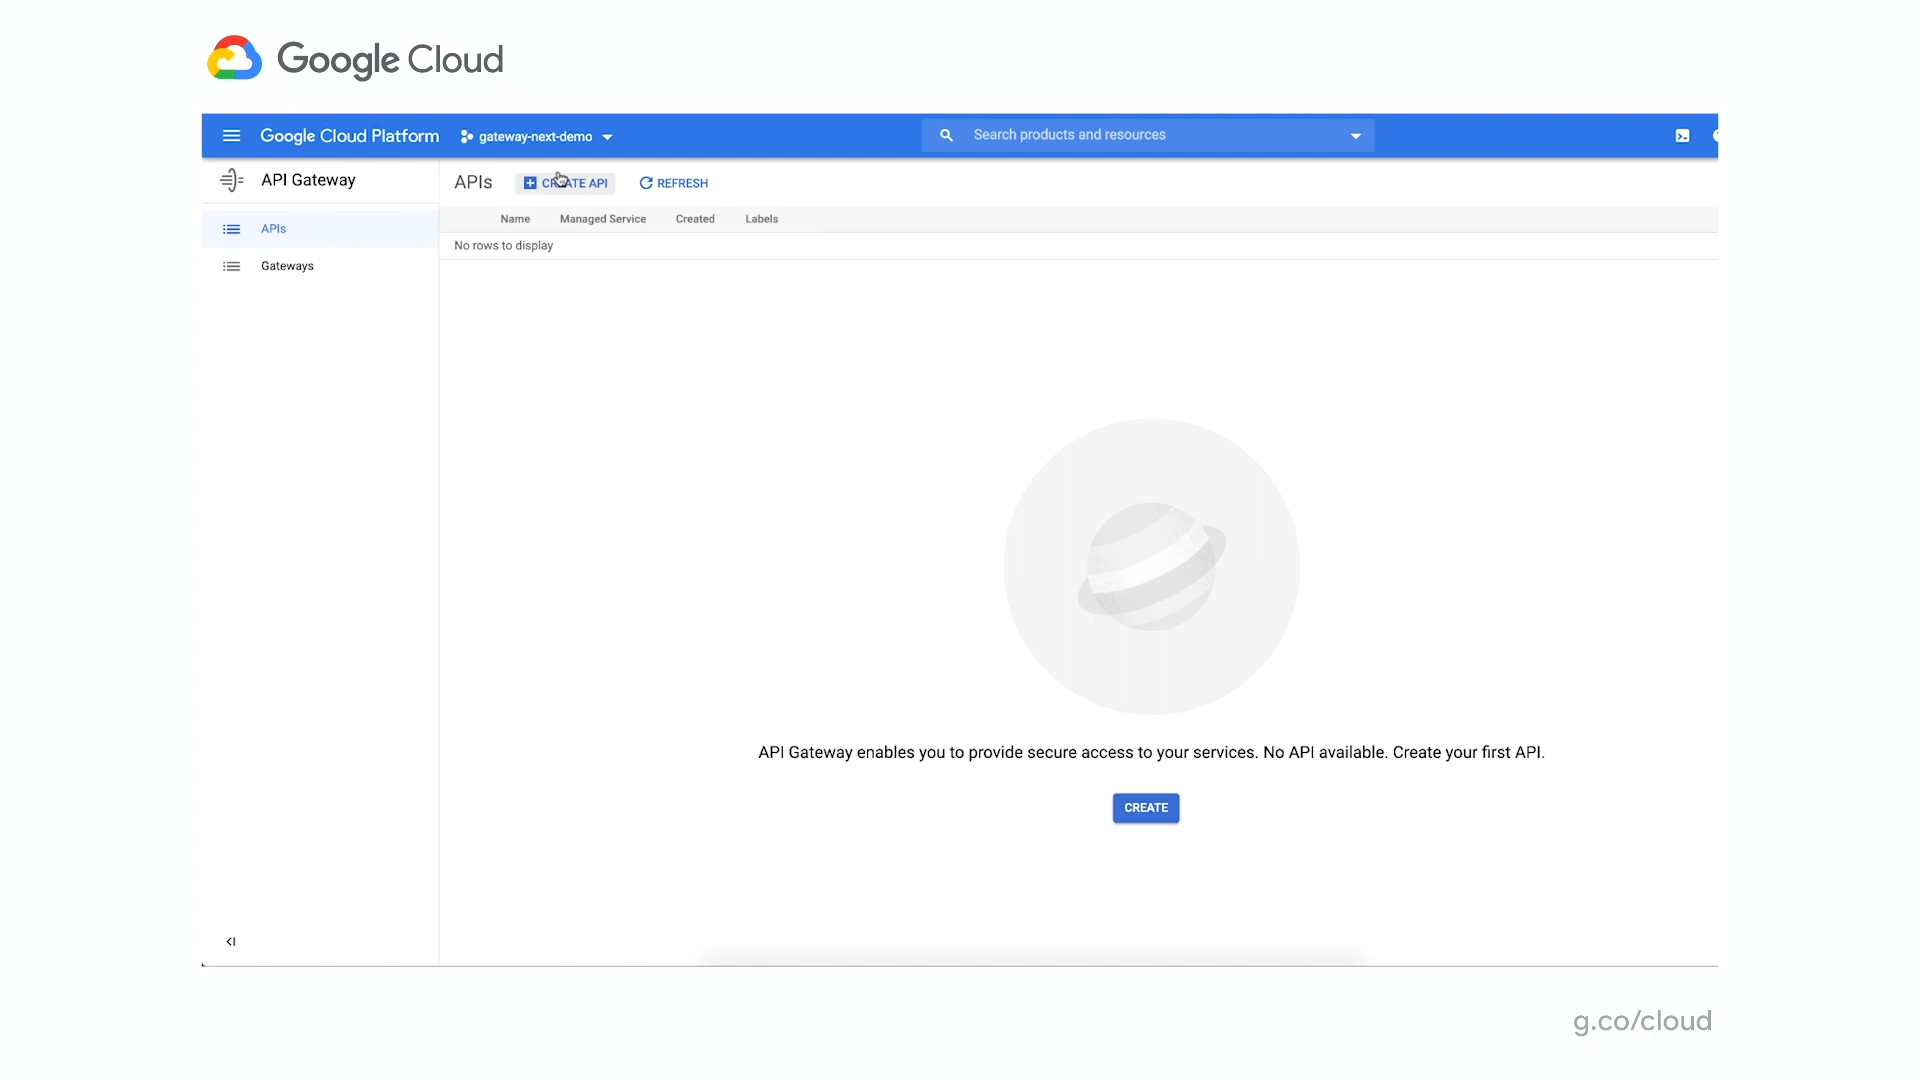 Google Cloud
Google Cloud Platform gateway-next-demo Search products and resources
API Gateway
APIs CREATE API REFRESH
Name Managed Service Created Labels
APIs
No rows to display
Gateways
API Gateway enables you to provide secure access to your services. No API available. Create your first API.
CREATE
g.co/cloud